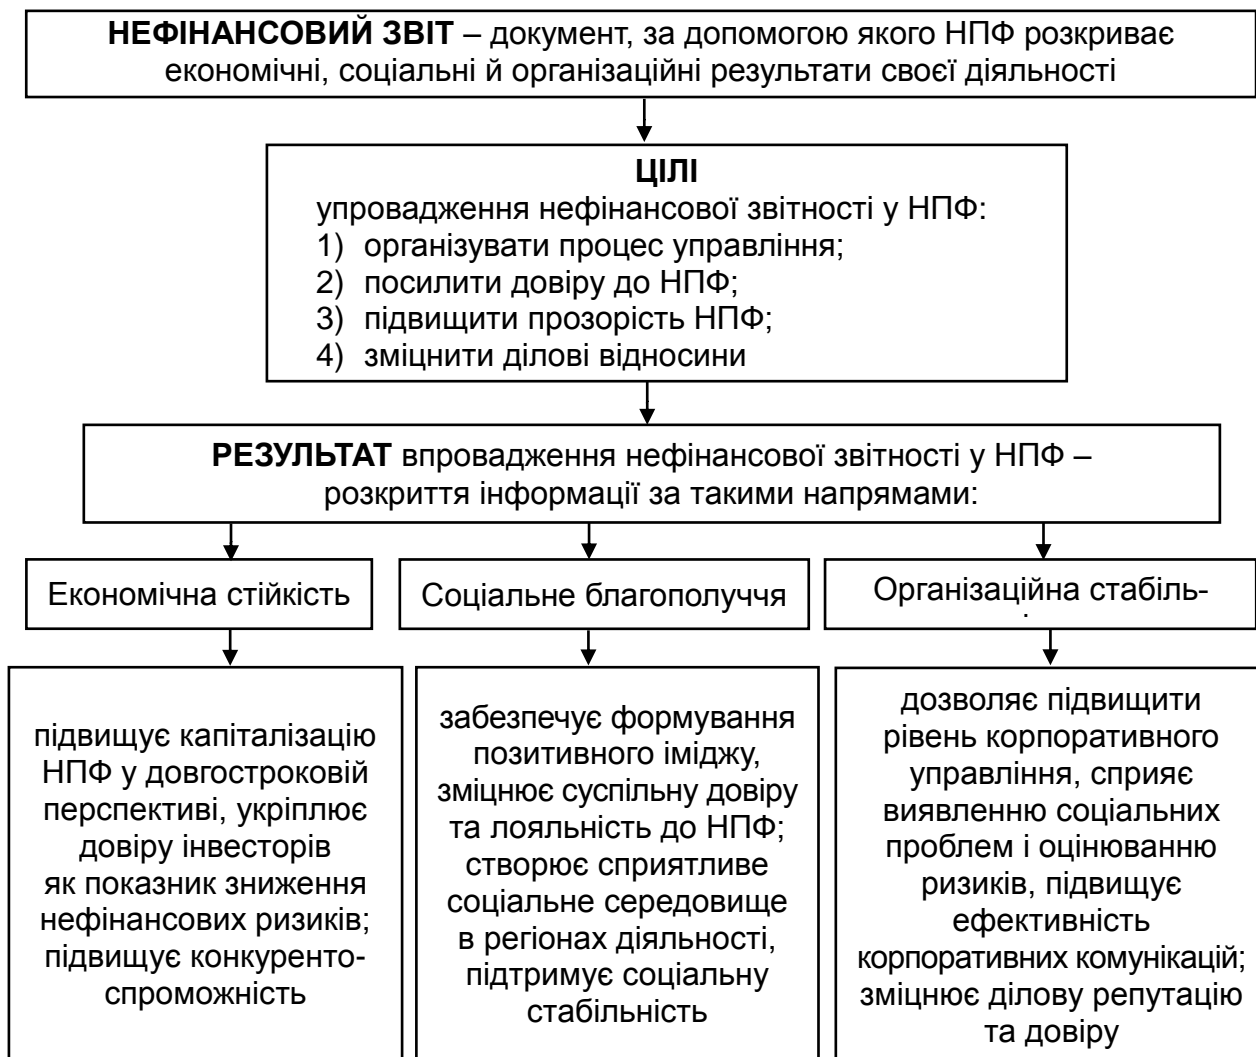 НЕФІНАНСОВИЙ ЗВІТ – документ, за допомогою якого НПФ розкриває
економічні, соціальні й організаційні результати своєї діяльності
ЦІЛІ
упровадження нефінансової звітності у НПФ:
1) організувати процес управління;
2) посилити довіру до НПФ;
3) підвищити прозорість НПФ;
4) зміцнити ділові відносини
РЕЗУЛЬТАТ впровадження нефінансової звітності у НПФ –
розкриття інформації за такими напрямами:
Економічна стійкість
Соціальне благополуччя
Організаційна стабіль-
підвищує капіталізацію
НПФ у довгостроковій
перспективі, укріплює
довіру інвесторів
як показник зниження
нефінансових ризиків;
підвищує конкуренто-
спроможність
забезпечує формування
позитивного іміджу,
зміцнює суспільну довіру
та лояльність до НПФ;
створює сприятливе
соціальне середовище
в регіонах діяльності,
підтримує соціальну
стабільність
дозволяє підвищити
рівень корпоративного
управління, сприяє
виявленню соціальних
проблем і оцінюванню
ризиків, підвищує
ефективність
корпоративних комунікацій;
зміцнює ділову репутацію
та довіру